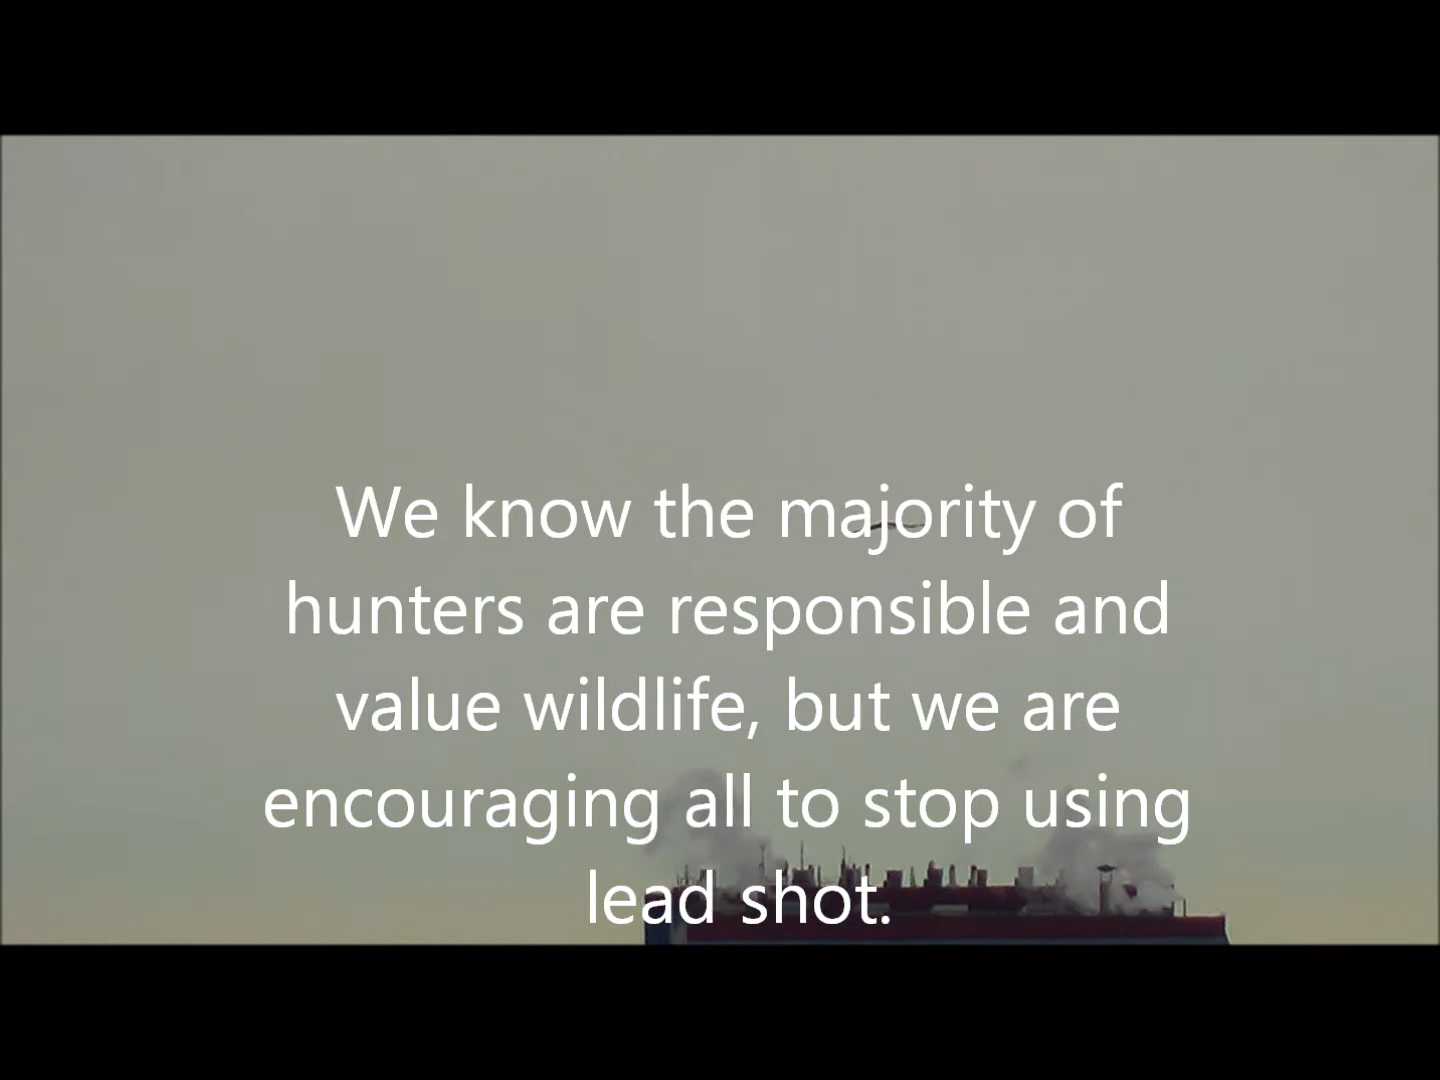 We know the majority of
hunters are responsible and
value wildlife, but we are
encouraging all to stop using
lead shot.